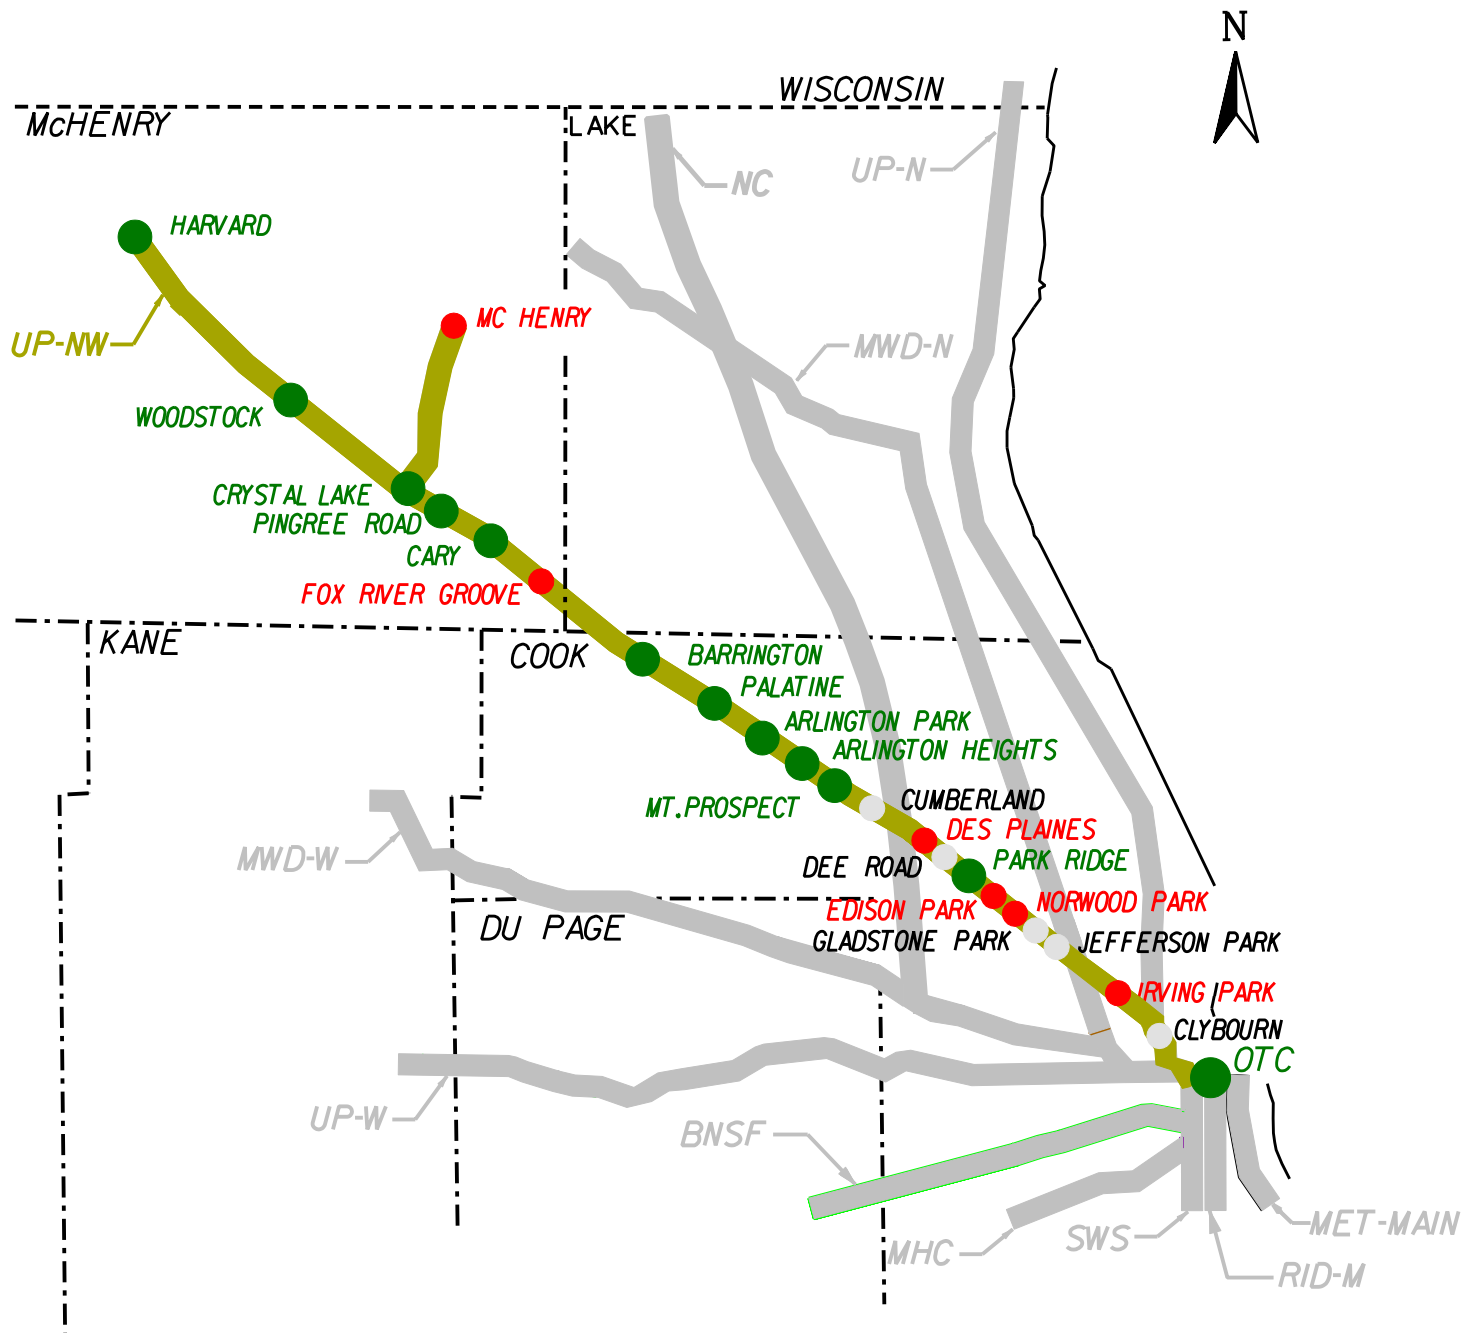 N
WISCONSIN
McHENRY
LAKE
UP-N
NC
HARVARD
MC HENRY
UP-NW
MWD-N
WOODSTOCK
CRYSTAL LAKE
PINGREE ROAD
CARY
FOX RIVER GROOVE
KANE
COOK
BARRINGTON
PALATINE
ARLINGTON PARK
ARLINGTON HEIGHTS
MT.PROSPECT
CUMBERLAND
DES PLAINES
MWD-W
DEE ROAD
PARK RIDGE
EDISON PARK
NORWOOD PARK
DU PAGE
GLADSTONE PARK
JEFFERSON PARK
IRVING PARK
CLYBOURN
OTC
UP-W
BNSF
MET-MAIN
SWS
MHC
RID-M